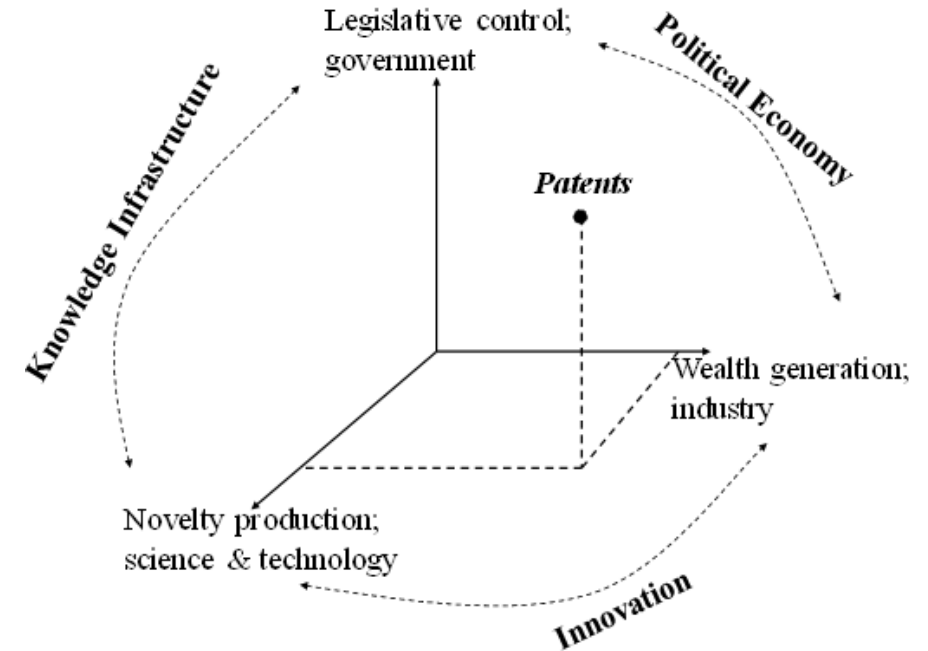 Legislative control;
government
Political Economy
Knowledge Infrastructure
Patents
Wealth generation;
industry
Novelty production;
science & technology
Innovation